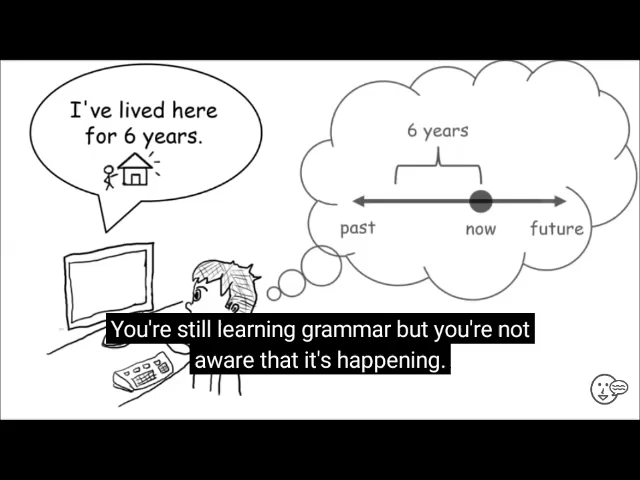 I've lived here
for 6 years.
6 years
past
now
future
You're still learning grammar but you're not
aware that it's happening.